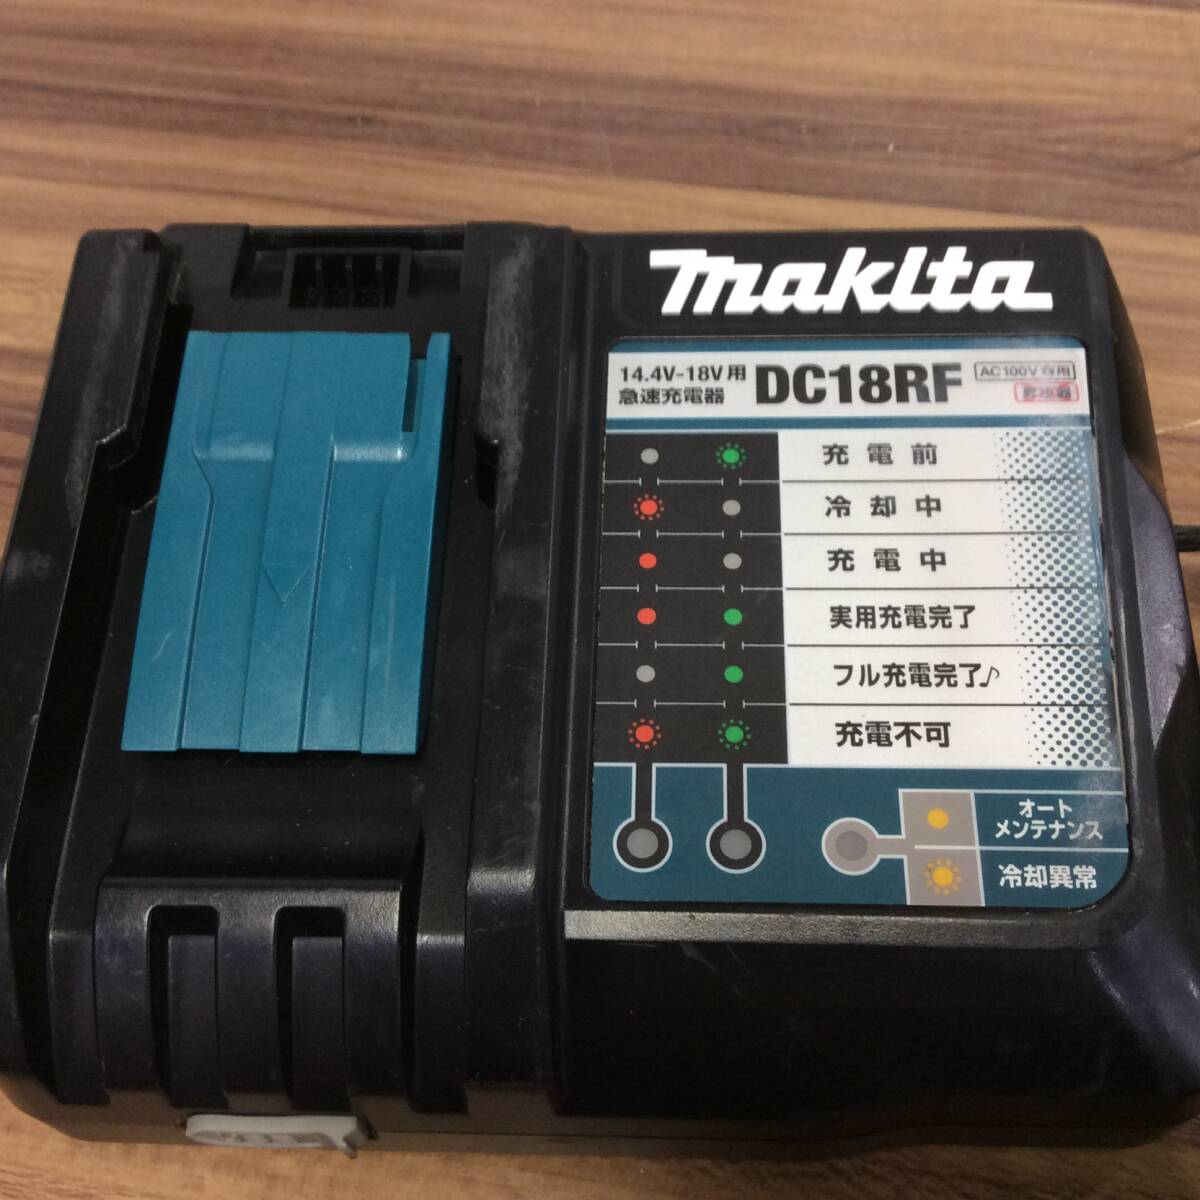 makita
14.4V-18V用
急速充電器
DC18RF
AC100V専用
充電前
冷却中
充電中
実用充電完了
フル充電完了♪
充電不可
オート
メンテナンス
冷却異常